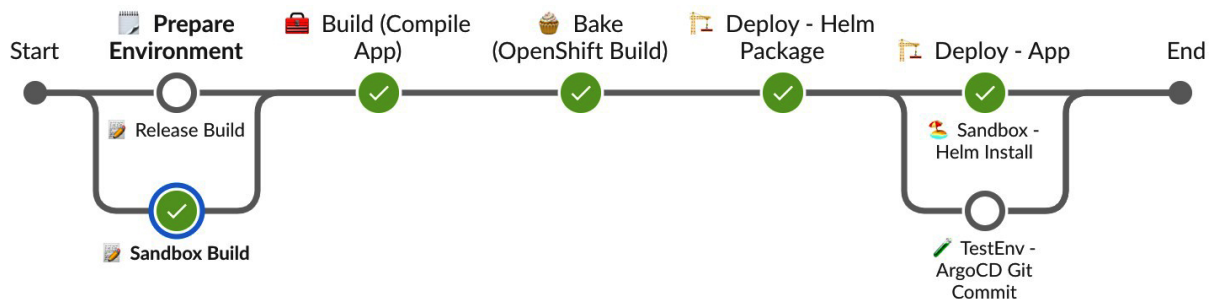 Start
🗒️ Prepare
Environment
🧰 Build (Compile
App)
🧁 Bake
(OpenShift Build)
🏗️ Deploy - Helm
Package
🏗️ Deploy - App
End
📝 Release Build
📝 Sandbox Build
🏖️ Sandbox -
Helm Install
🧪 TestEnv -
ArgoCD Git
Commit